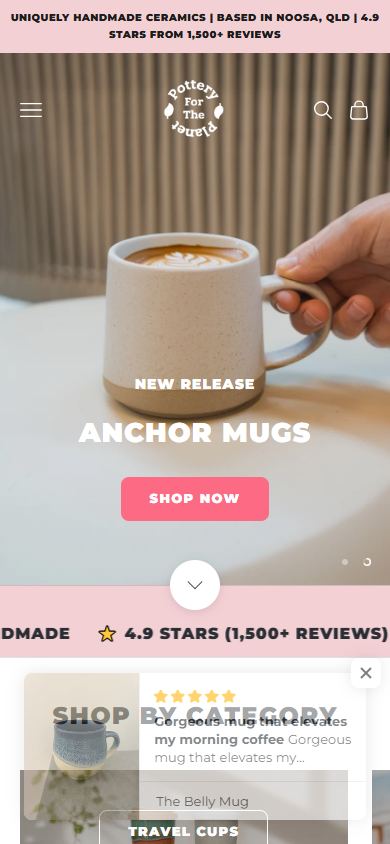 UNIQUELY HANDMADE CERAMICS | BASED IN NOOSA, QLD | 4.9
STARS FROM 1,500+ REVIEWS
Pottery
For
The
Planet
NEW RELEASE
ANCHOR MUGS
SHOP NOW
DMADE ⭐ 4.9 STARS (1,500+ REVIEWS)
SHOP BY CATEGORY
Gorgeous mug that elevates
my morning coffee Gorgeous
mug that elevates my...
The Belly Mug
TRAVEL CUPS